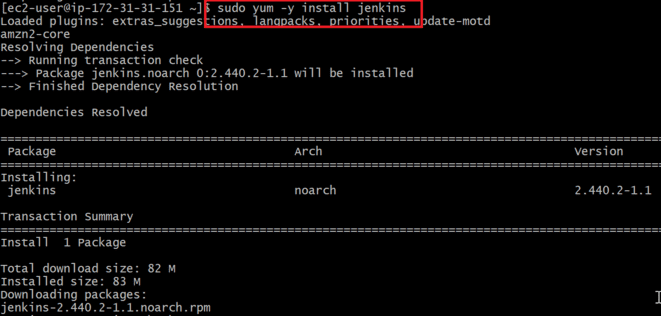 [ec2-user@ip-172-31-31-151 ~]$ sudo yum -y install jenkins
Loaded plugins: extras_suggestions, langpacks, priorities, update-motd
amzn2-core
Resolving Dependencies
--> Running transaction check
---> Package jenkins.noarch 0:2.440.2-1.1 will be installed
--> Finished Dependency Resolution
Dependencies Resolved
================================================================================
Package Arch Version
================================================================================
Installing:
jenkins noarch 2.440.2-1.1
Transaction Summary
================================================================================
Install 1 Package
Total download size: 82 M
Installed size: 83 M
Downloading packages:
jenkins-2.440.2-1.1.noarch.rpm